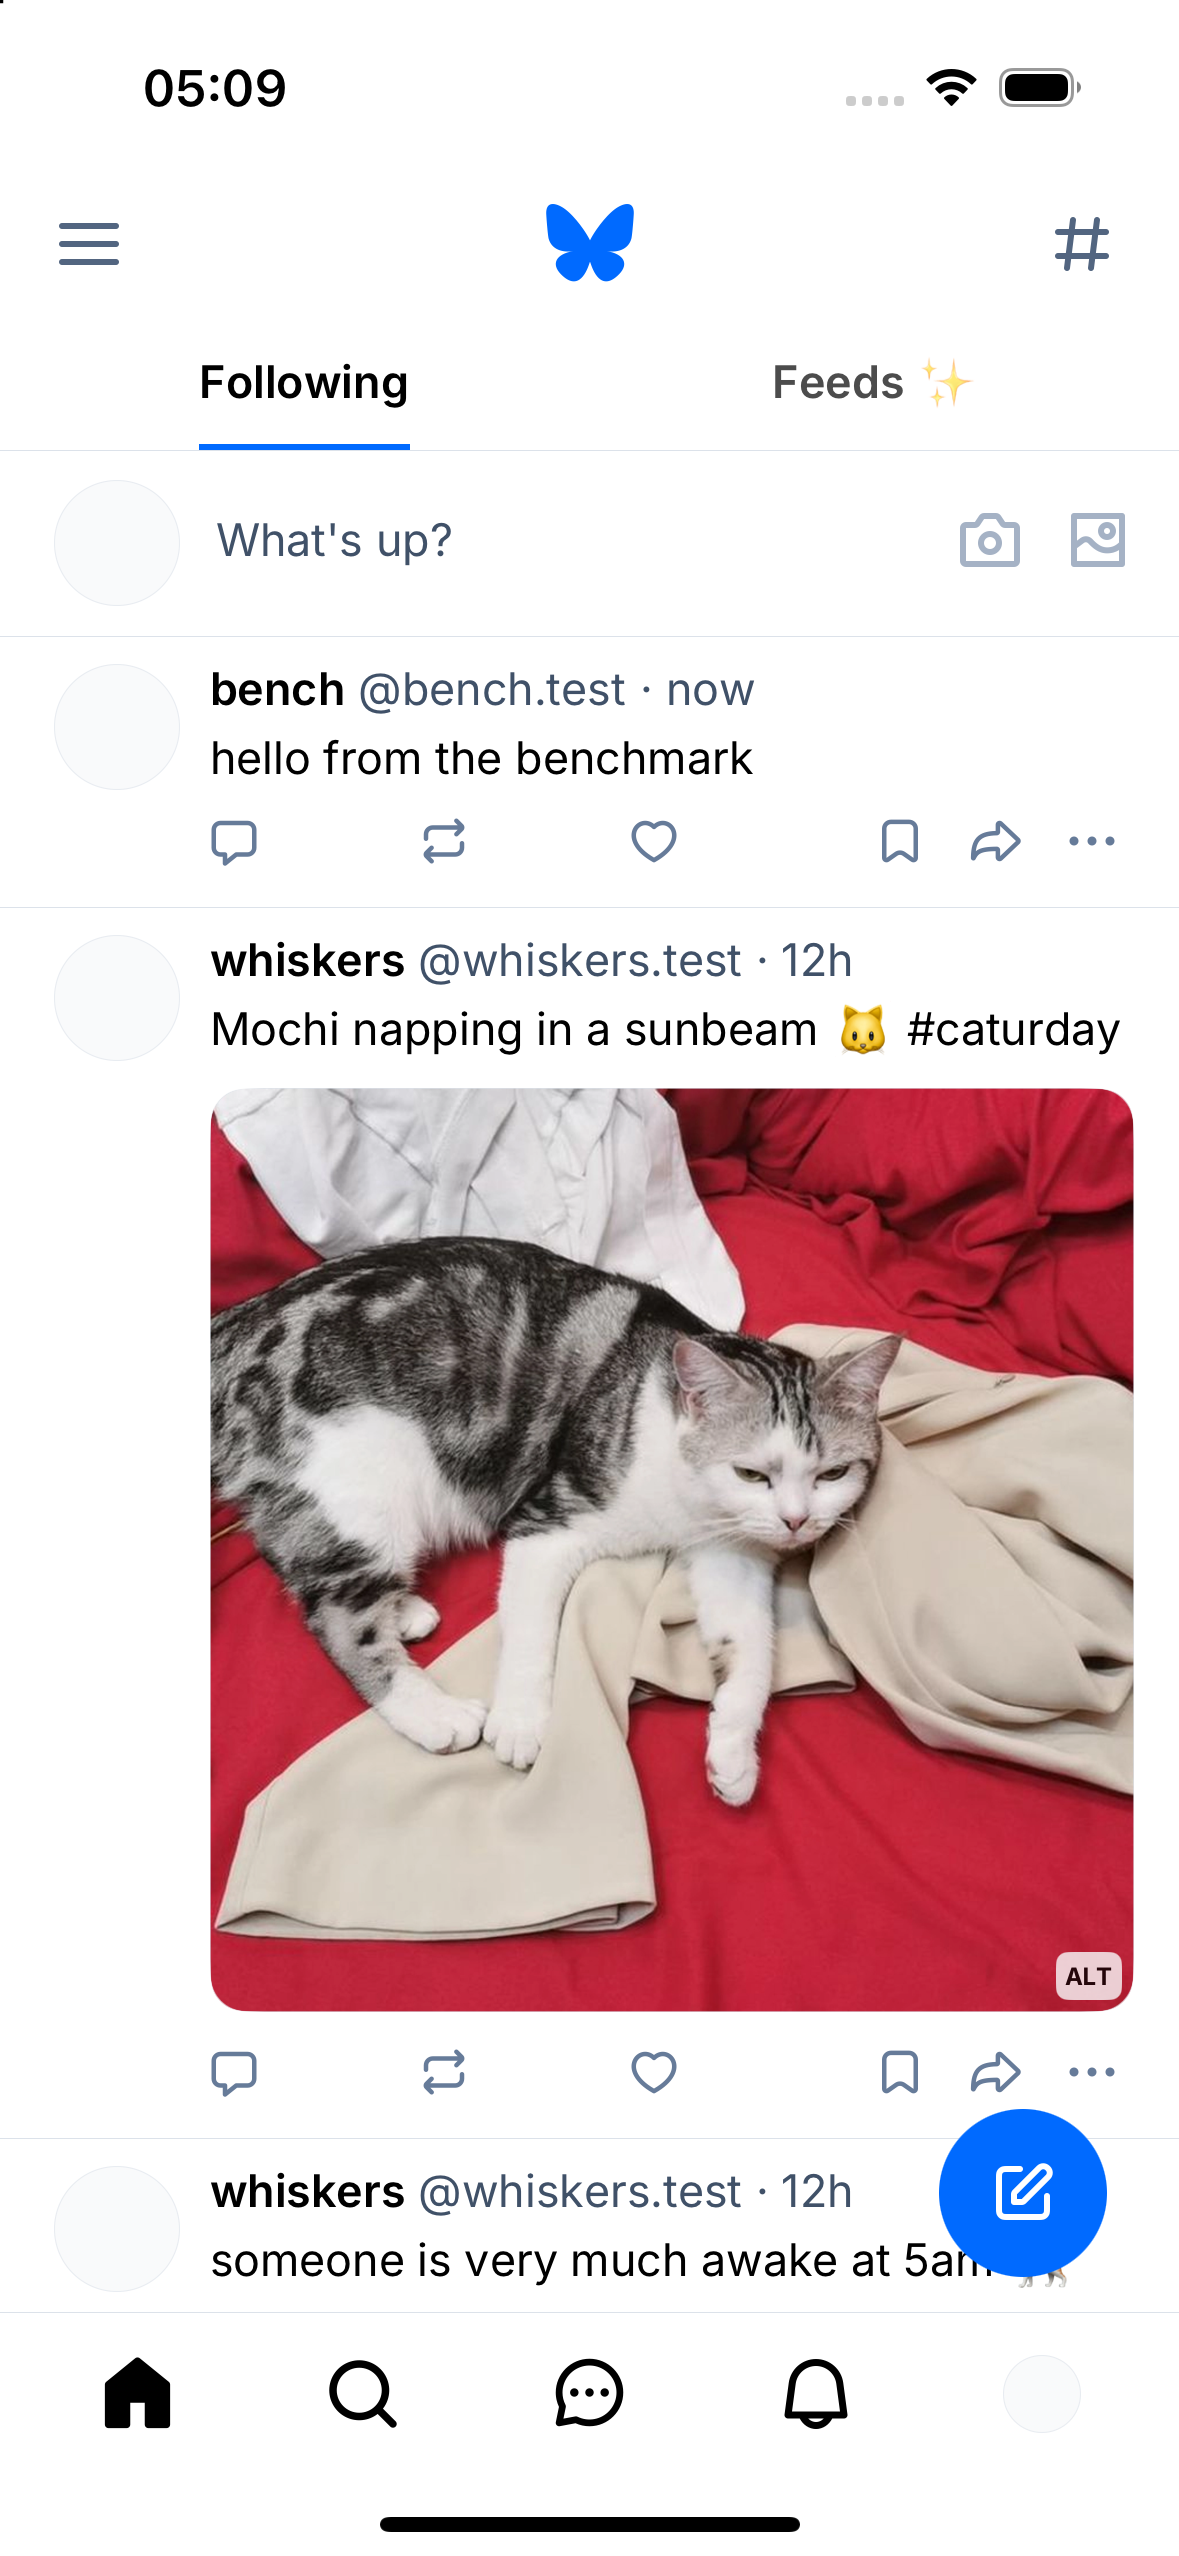 05:09
Following
Feeds ✨
What's up?
bench @bench.test · now
hello from the benchmark
whiskers @whiskers.test · 12h
Mochi napping in a sunbeam 🐱 #caturday
ALT
whiskers @whiskers.test · 12h
someone is very much awake at 5am